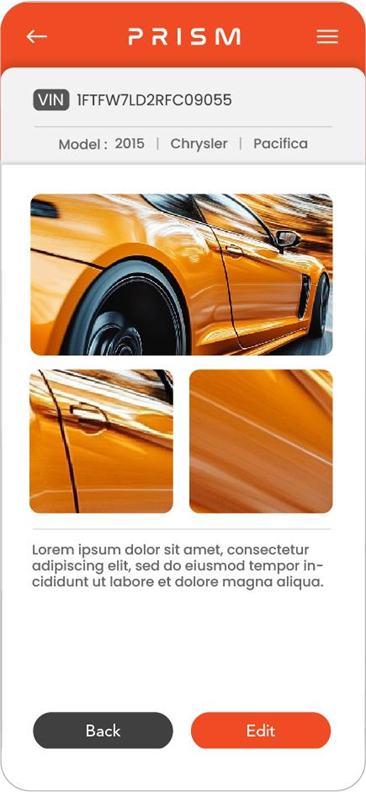 PRISM
VIN 1FTFW7LD2RFC09055
Model : 2015 | Chrysler | Pacifica
Lorem ipsum dolor sit amet, consectetur
adipiscing elit, sed do eiusmod tempor in-
cididunt ut labore et dolore magna aliqua.
Back Edit